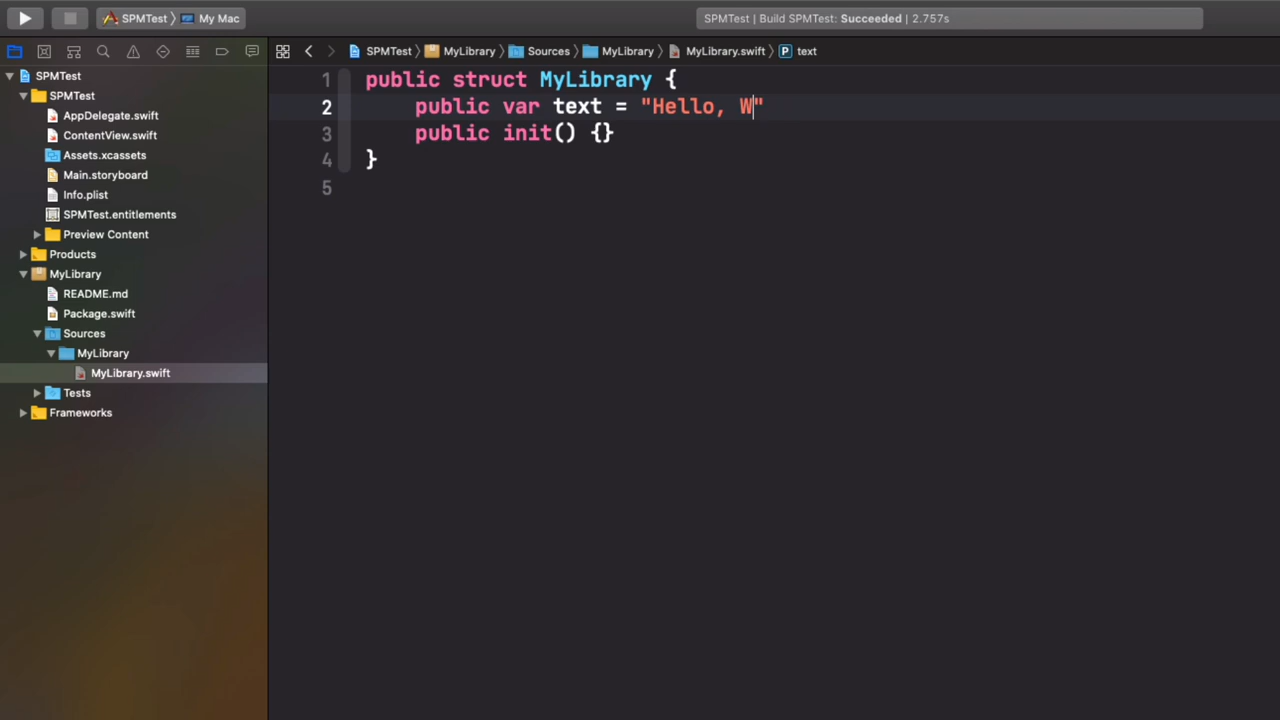 SPMTest My Mac
SPMTest | Build SPMTest: Succeeded | 2.757s
SPMTest MyLibrary Sources MyLibrary MyLibrary.swift P text
SPMTest
SPMTest
AppDelegate.swift
ContentView.swift
Assets.xcassets
Main.storyboard
Info.plist
SPMTest.entitlements
Preview Content
Products
MyLibrary
README.md
Package.swift
Sources
MyLibrary
MyLibrary.swift
Tests
Frameworks
1 public struct MyLibrary {
2 public var text = "Hello, W"
3 public init() {}
4 }
5